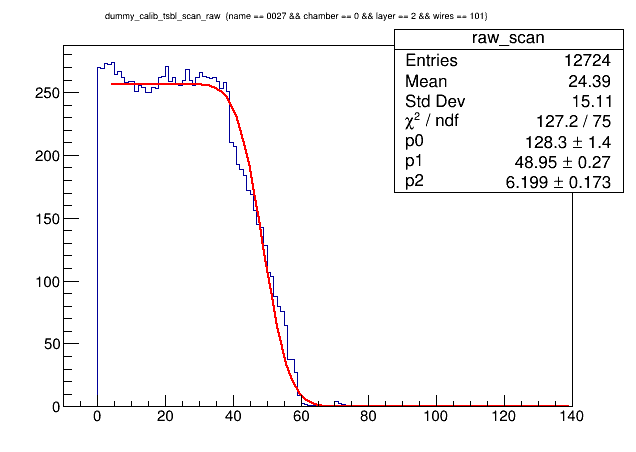 dummy_calib_tsbl_scan_raw (name == 0027 && chamber == 0 && layer == 2 && wires == 101)
raw_scan
Entries 12724
Mean 24.39
Std Dev 15.11
χ² / ndf 127.2 / 75
p0 128.3 ± 1.4
p1 48.95 ± 0.27
p2 6.199 ± 0.173
250
200
150
100
50
0
0 20 40 60 80 100 120 140